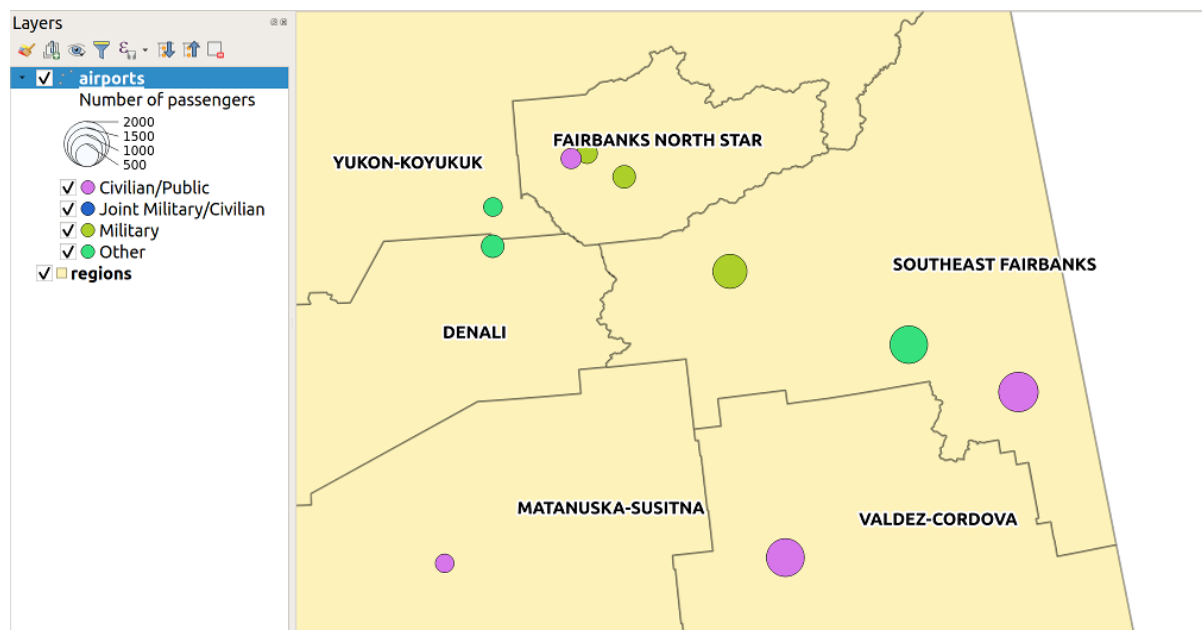 Layers
airports
Number of passengers
2000
1500
1000
500
Civilian/Public
Joint Military/Civilian
Military
Other
regions
FAIRBANKS NORTH STAR
YUKON-KOYUKUK
SOUTHEAST FAIRBANKS
DENALI
MATANUSKA-SUSITNA
VALDEZ-CORDOVA